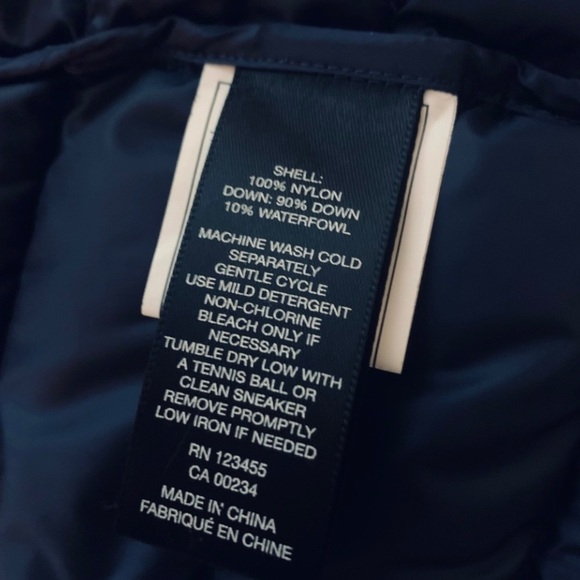 SHELL:
100% NYLON
DOWN: 90% DOWN
10% WATERFOWL
MACHINE WASH COLD
SEPARATELY
GENTLE CYCLE
USE MILD DETERGENT
NON-CHLORINE
BLEACH ONLY IF
NECESSARY
TUMBLE DRY LOW WITH
A TENNIS BALL OR
CLEAN SNEAKER
REMOVE PROMPTLY
LOW IRON IF NEEDED
RN 123455
CA 00234
MADE IN CHINA
FABRIQUÉ EN CHINE